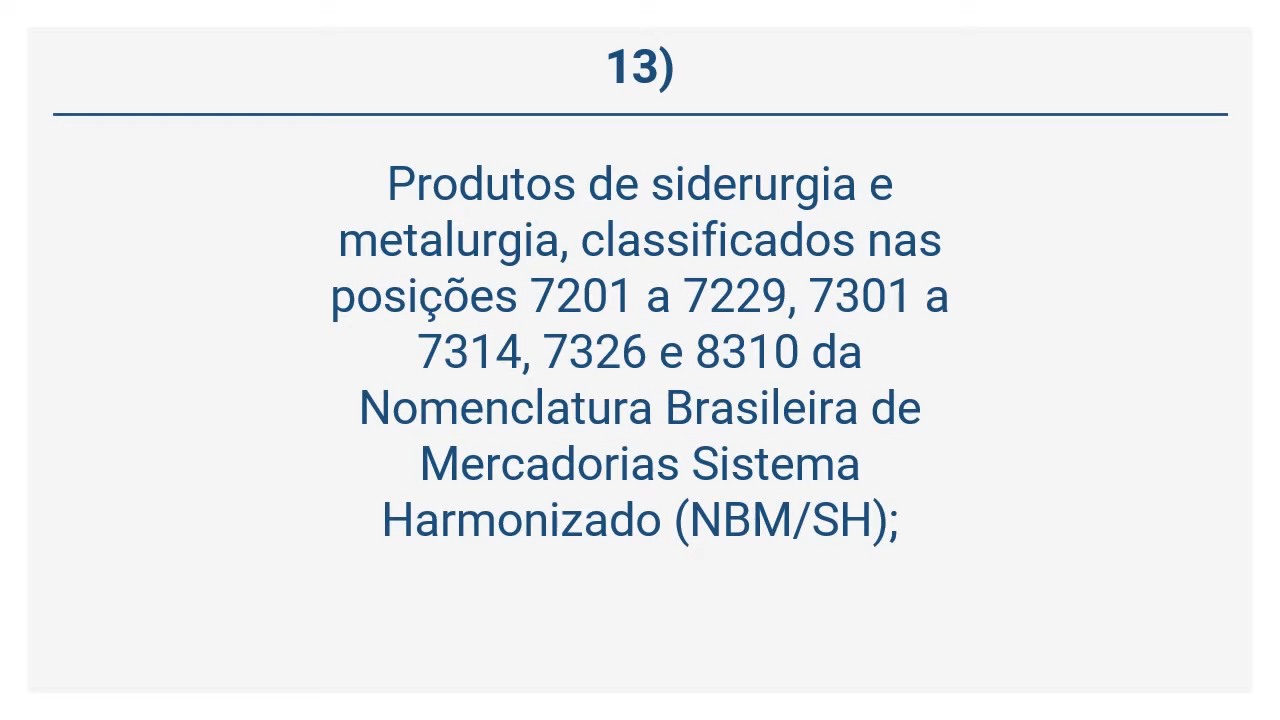 13)
Produtos de siderurgia e
metalurgia, classificados nas
posições 7201 a 7229, 7301 a
7314, 7326 e 8310 da
Nomenclatura Brasileira de
Mercadorias Sistema
Harmonizado (NBM/SH);